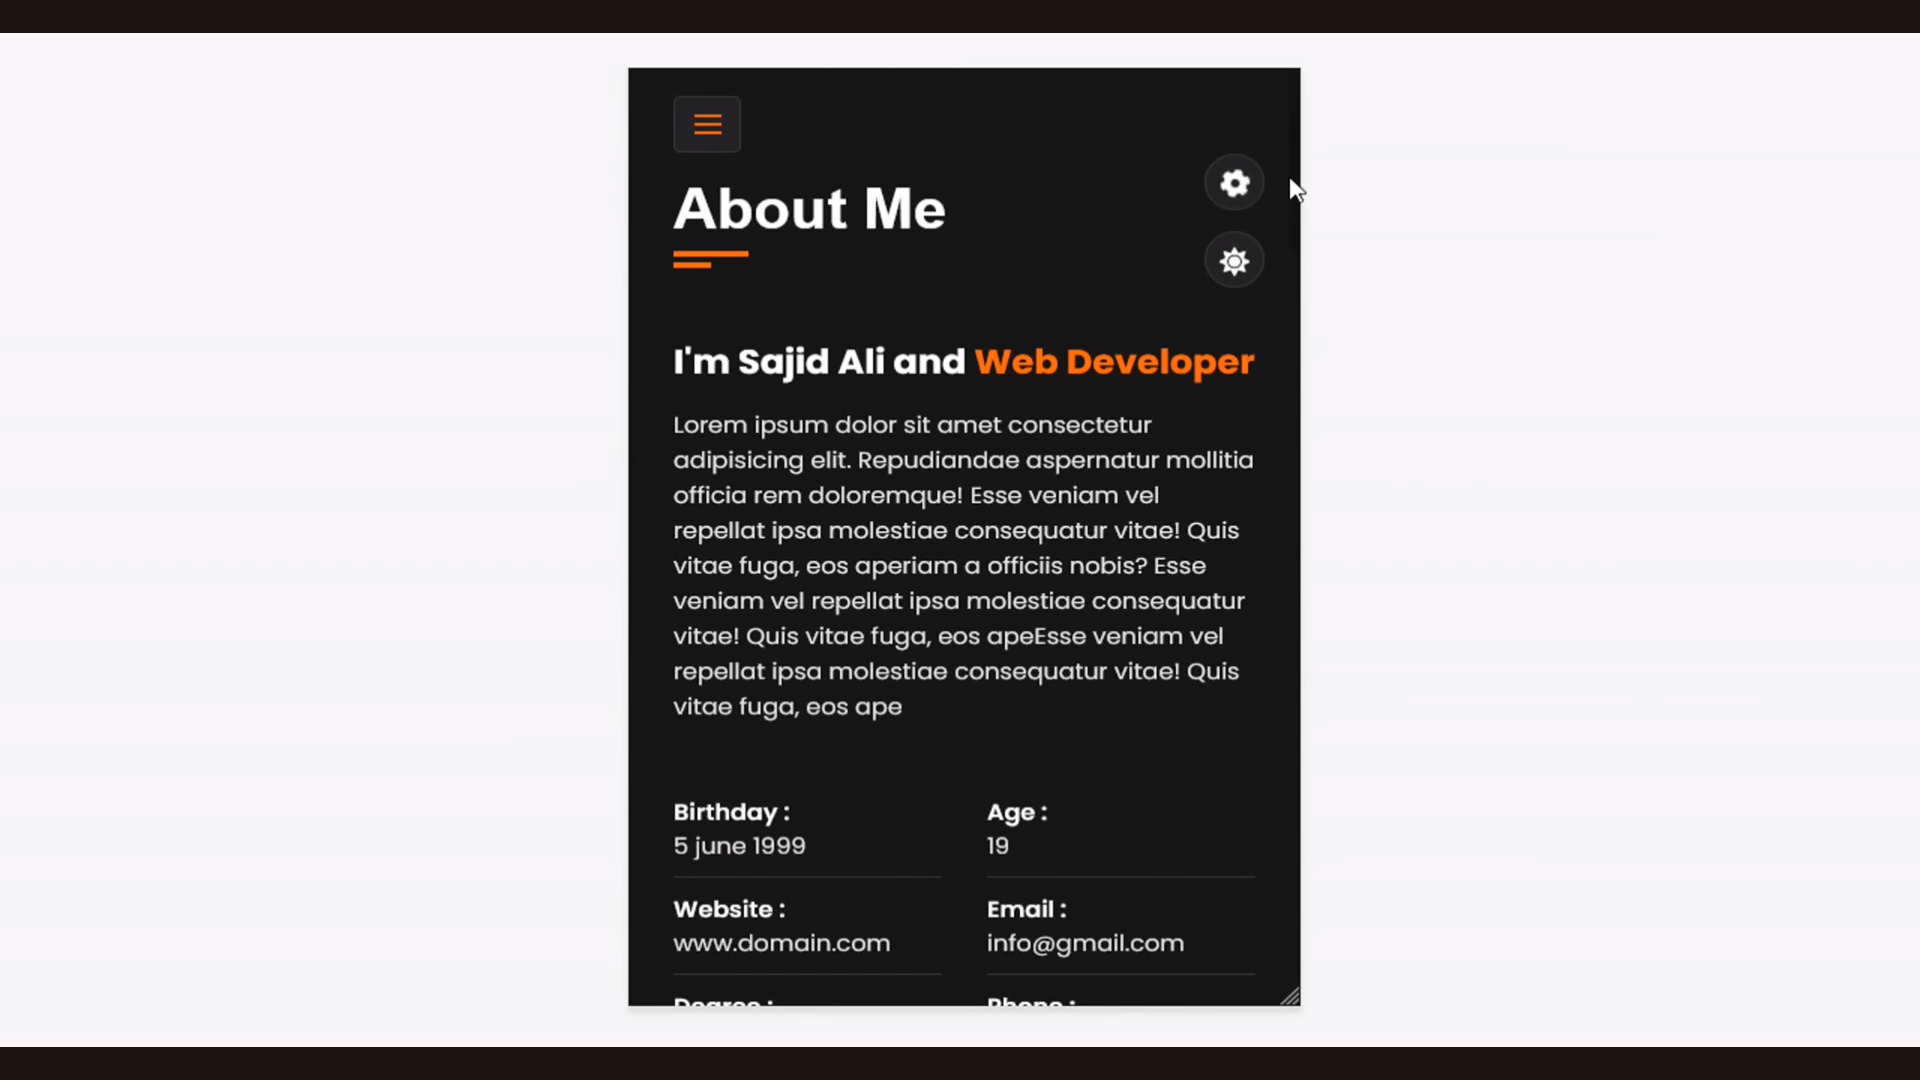 About Me
I'm Sajid Ali and Web Developer
Lorem ipsum dolor sit amet consectetur
adipisicing elit. Repudiandae aspernatur mollitia
officia rem doloremque! Esse veniam vel
repellat ipsa molestiae consequatur vitae! Quis
vitae fuga, eos aperiam a officiis nobis? Esse
veniam vel repellat ipsa molestiae consequatur
vitae! Quis vitae fuga, eos apeEsse veniam vel
repellat ipsa molestiae consequatur vitae! Quis
vitae fuga, eos ape
Birthday :
5 june 1999
Age :
19
Website :
www.domain.com
Email :
info@gmail.com
Degree :
Phone :